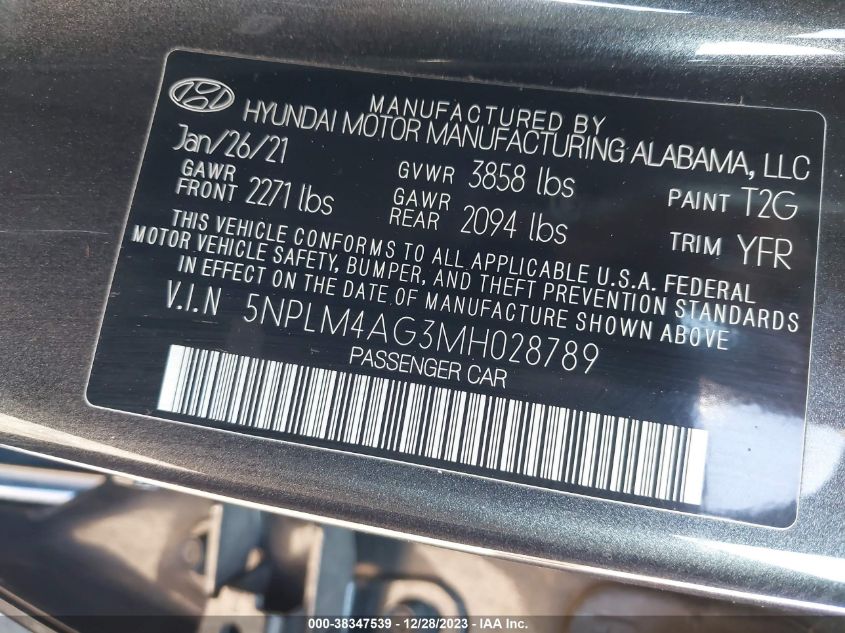 MANUFACTURED BY
HYUNDAI MOTOR MANUFACTURING ALABAMA, LLC
Jan/26/21
GVWR 3858 lbs
PAINT T2G
GAWR FRONT 2271 lbs
GAWR REAR 2094 lbs
TRIM YFR
THIS VEHICLE CONFORMS TO ALL APPLICABLE U.S.A. FEDERAL
MOTOR VEHICLE SAFETY, BUMPER, AND THEFT PREVENTION STANDARDS
IN EFFECT ON THE DATE OF MANUFACTURE SHOWN ABOVE
V.I.N 5NPLM4AG3MH028789
PASSENGER CAR
000-38347539 - 12/28/2023 - IAA Inc.